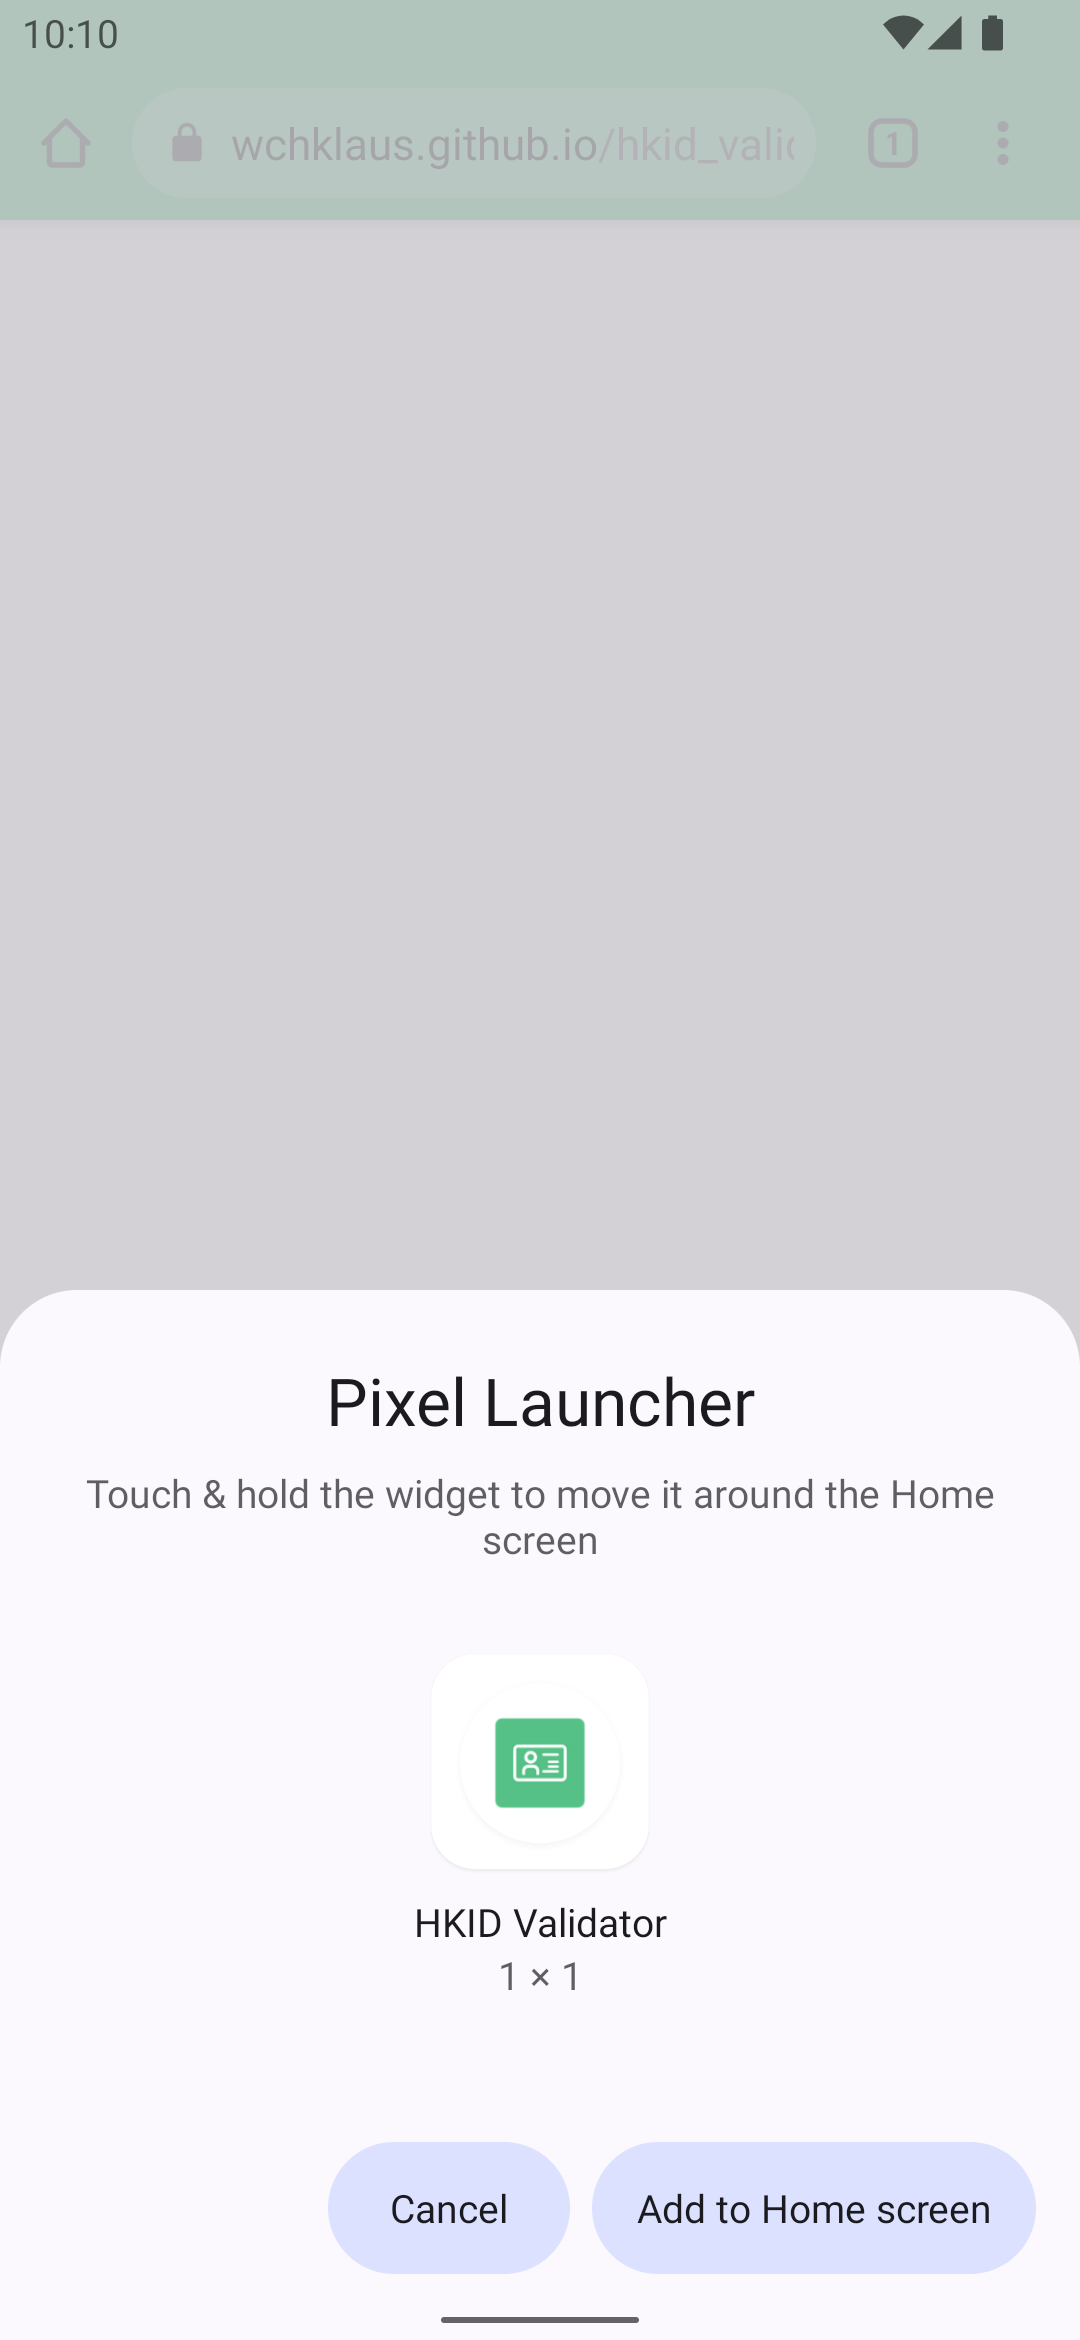 10:10
wchklaus.github.io/hkid_valid
1
Pixel Launcher
Touch & hold the widget to move it around the Home
screen
HKID Validator
1 × 1
Cancel
Add to Home screen